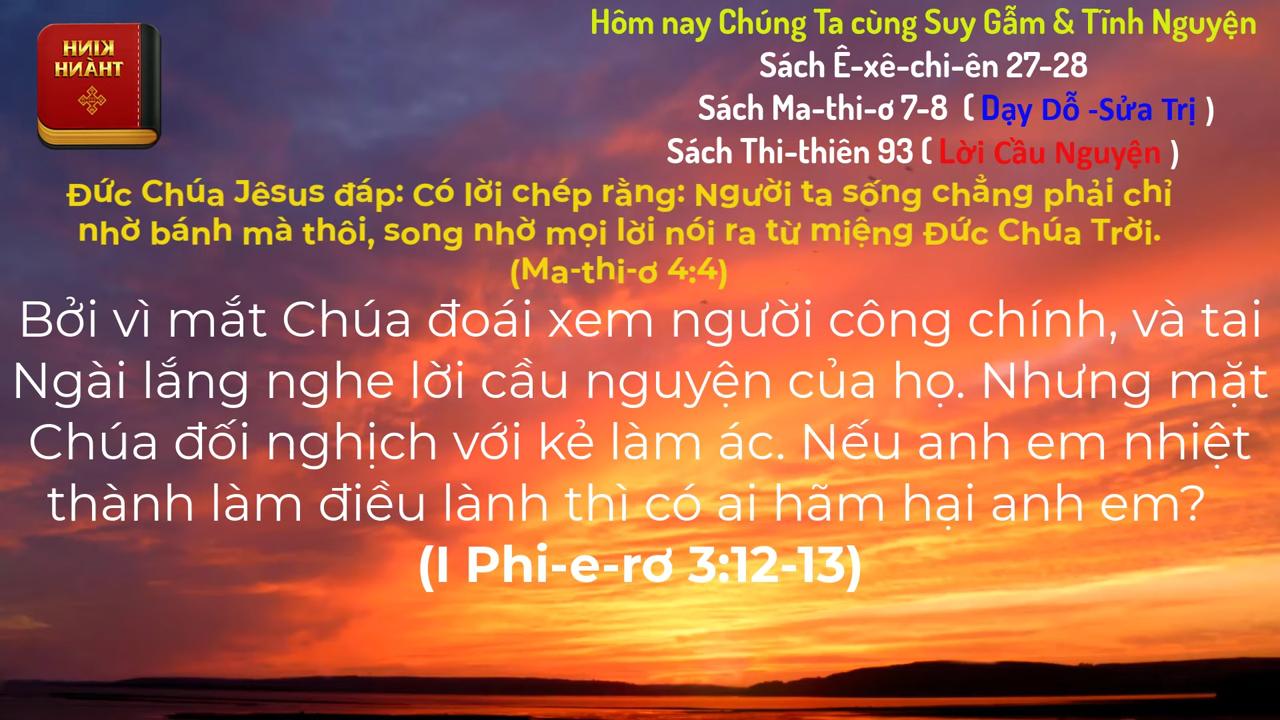 KINH
THÀNH
Hôm nay Chúng Ta cùng Suy Gẫm & Tĩnh Nguyện
Sách Ê-xê-chi-ên 27-28
Sách Ma-thi-ơ 7-8 ( Dạy Dỗ -Sửa Trị )
Sách Thi-thiên 93 ( Lời Cầu Nguyện )
Đức Chúa Jêsus đáp: Có lời chép rằng: Người ta sống chẳng phải chỉ
nhờ bánh mà thôi, song nhờ mọi lời nói ra từ miệng Đức Chúa Trời.
(Ma-thi-ơ 4:4)
Bởi vì mắt Chúa đoái xem người công chính, và tai
Ngài lắng nghe lời cầu nguyện của họ. Nhưng mặt
Chúa đối nghịch với kẻ làm ác. Nếu anh em nhiệt
thành làm điều lành thì có ai hãm hại anh em?
(I Phi-e-rơ 3:12-13)